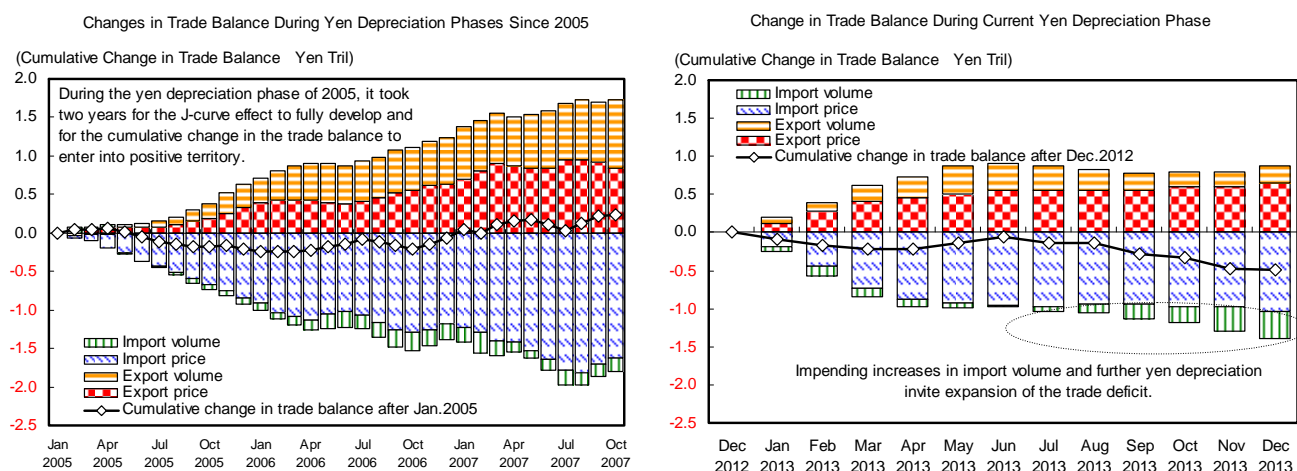 Changes in Trade Balance During Yen Depreciation Phases Since 2005
(Cumulative Change in Trade Balance Yen Tril)
2.0
1.5
1.0
0.5
0.0
-0.5
-1.0
-1.5
-2.0
-2.5
During the yen depreciation phase of 2005, it took
two years for the J-curve effect to fully develop and
for the cumulative change in the trade balance to
enter into positive territory.
Import volume
Import price
Export volume
Export price
Cumulative change in trade balance after Jan.2005
Jan Apr Jul Oct Jan Apr Jul Oct Jan Apr Jul Oct
2005 2005 2005 2005 2006 2006 2006 2006 2007 2007 2007 2007
Change in Trade Balance During Current Yen Depreciation Phase
(Cumulative Change in Trade Balance Yen Tril)
2.0
1.5
1.0
0.5
0.0
-0.5
-1.0
-1.5
-2.0
-2.5
Import volume
Import price
Export volume
Export price
Cumulative change in trade balance after Dec.2012
Impending increases in import volume and further yen depreciation
invite expansion of the trade deficit.
Dec Jan Feb Mar Apr May Jun Jul Aug Sep Oct Nov Dec
2012 2013 2013 2013 2013 2013 2013 2013 2013 2013 2013 2013 2013